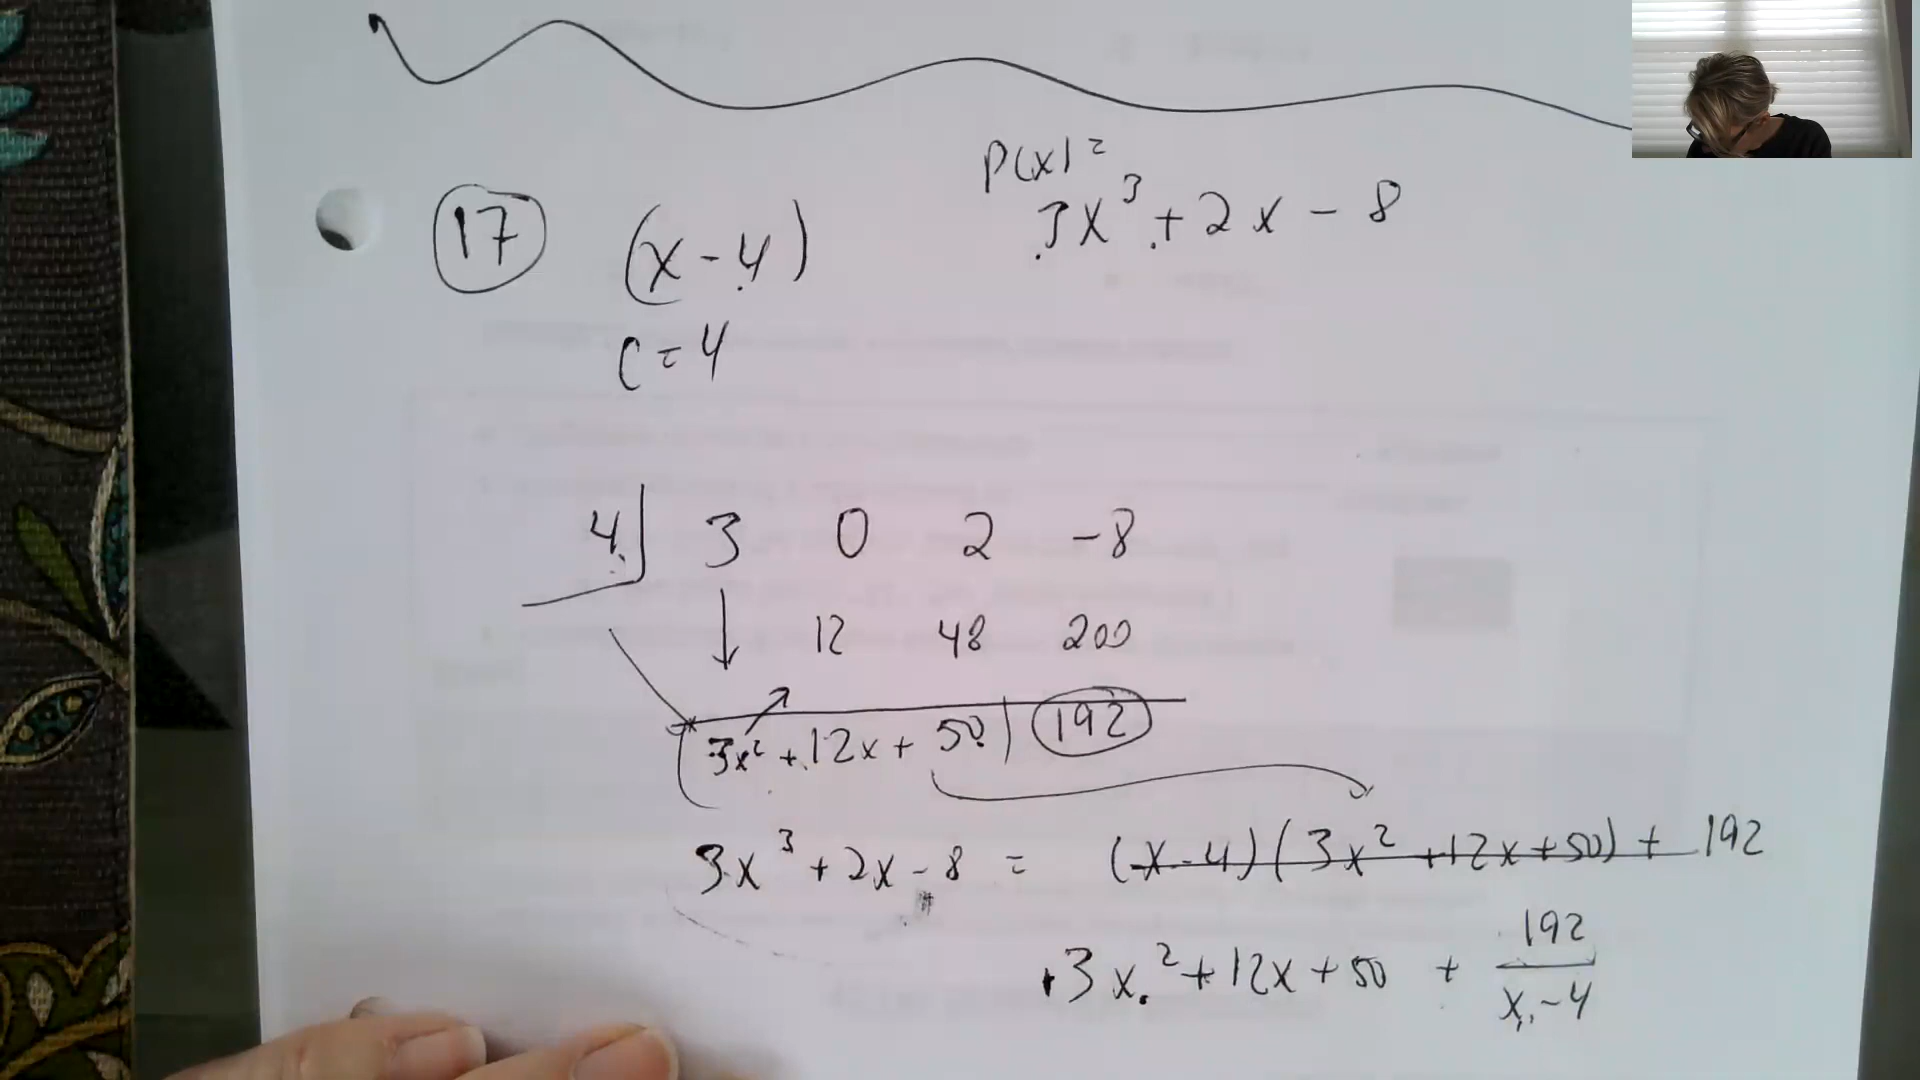 P(x) =
17 (x - 4) 3x³ + 2x - 8
c = 4
4 3 0 2 -8
12 48 200
3x² + 12x + 50 192
3x³ + 2x - 8 = (x - 4)(3x² + 12x + 50) + 192
3x² + 12x + 50 + 192/(x - 4)